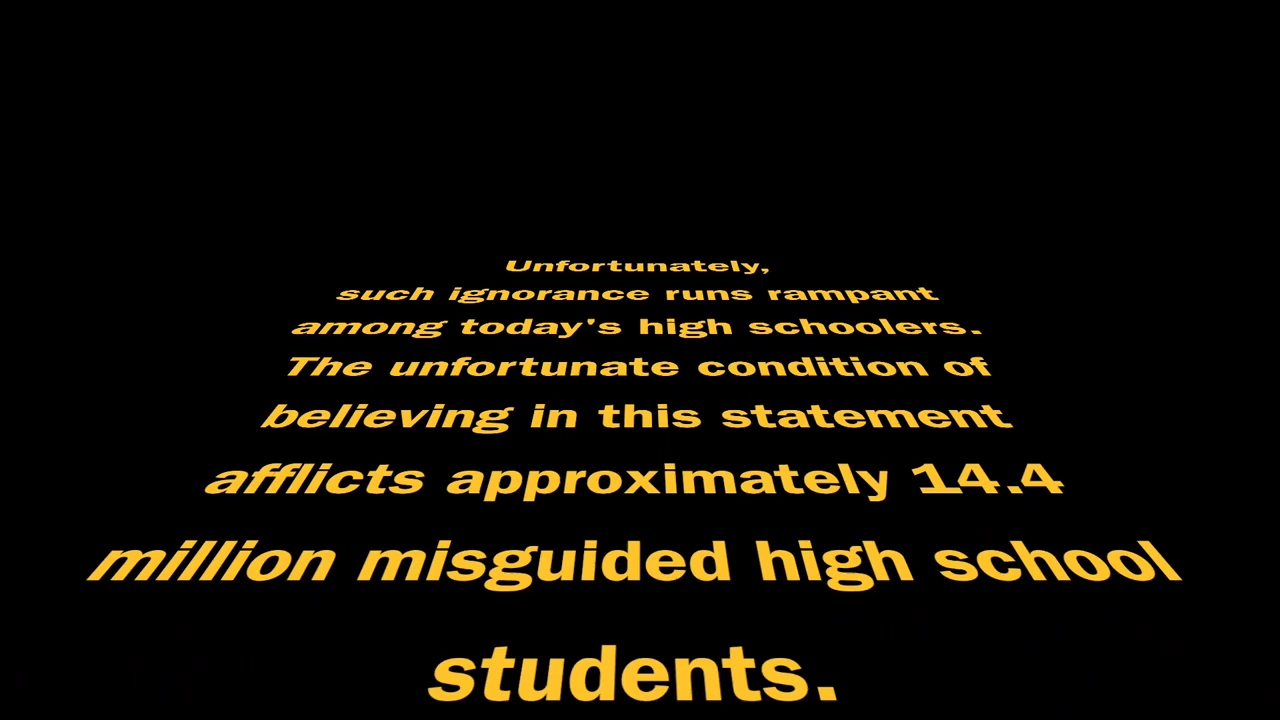 Unfortunately,
such ignorance runs rampant
among today's high schoolers.
The unfortunate condition of
believing in this statement
afflicts approximately 14.4
million misguided high school
students.